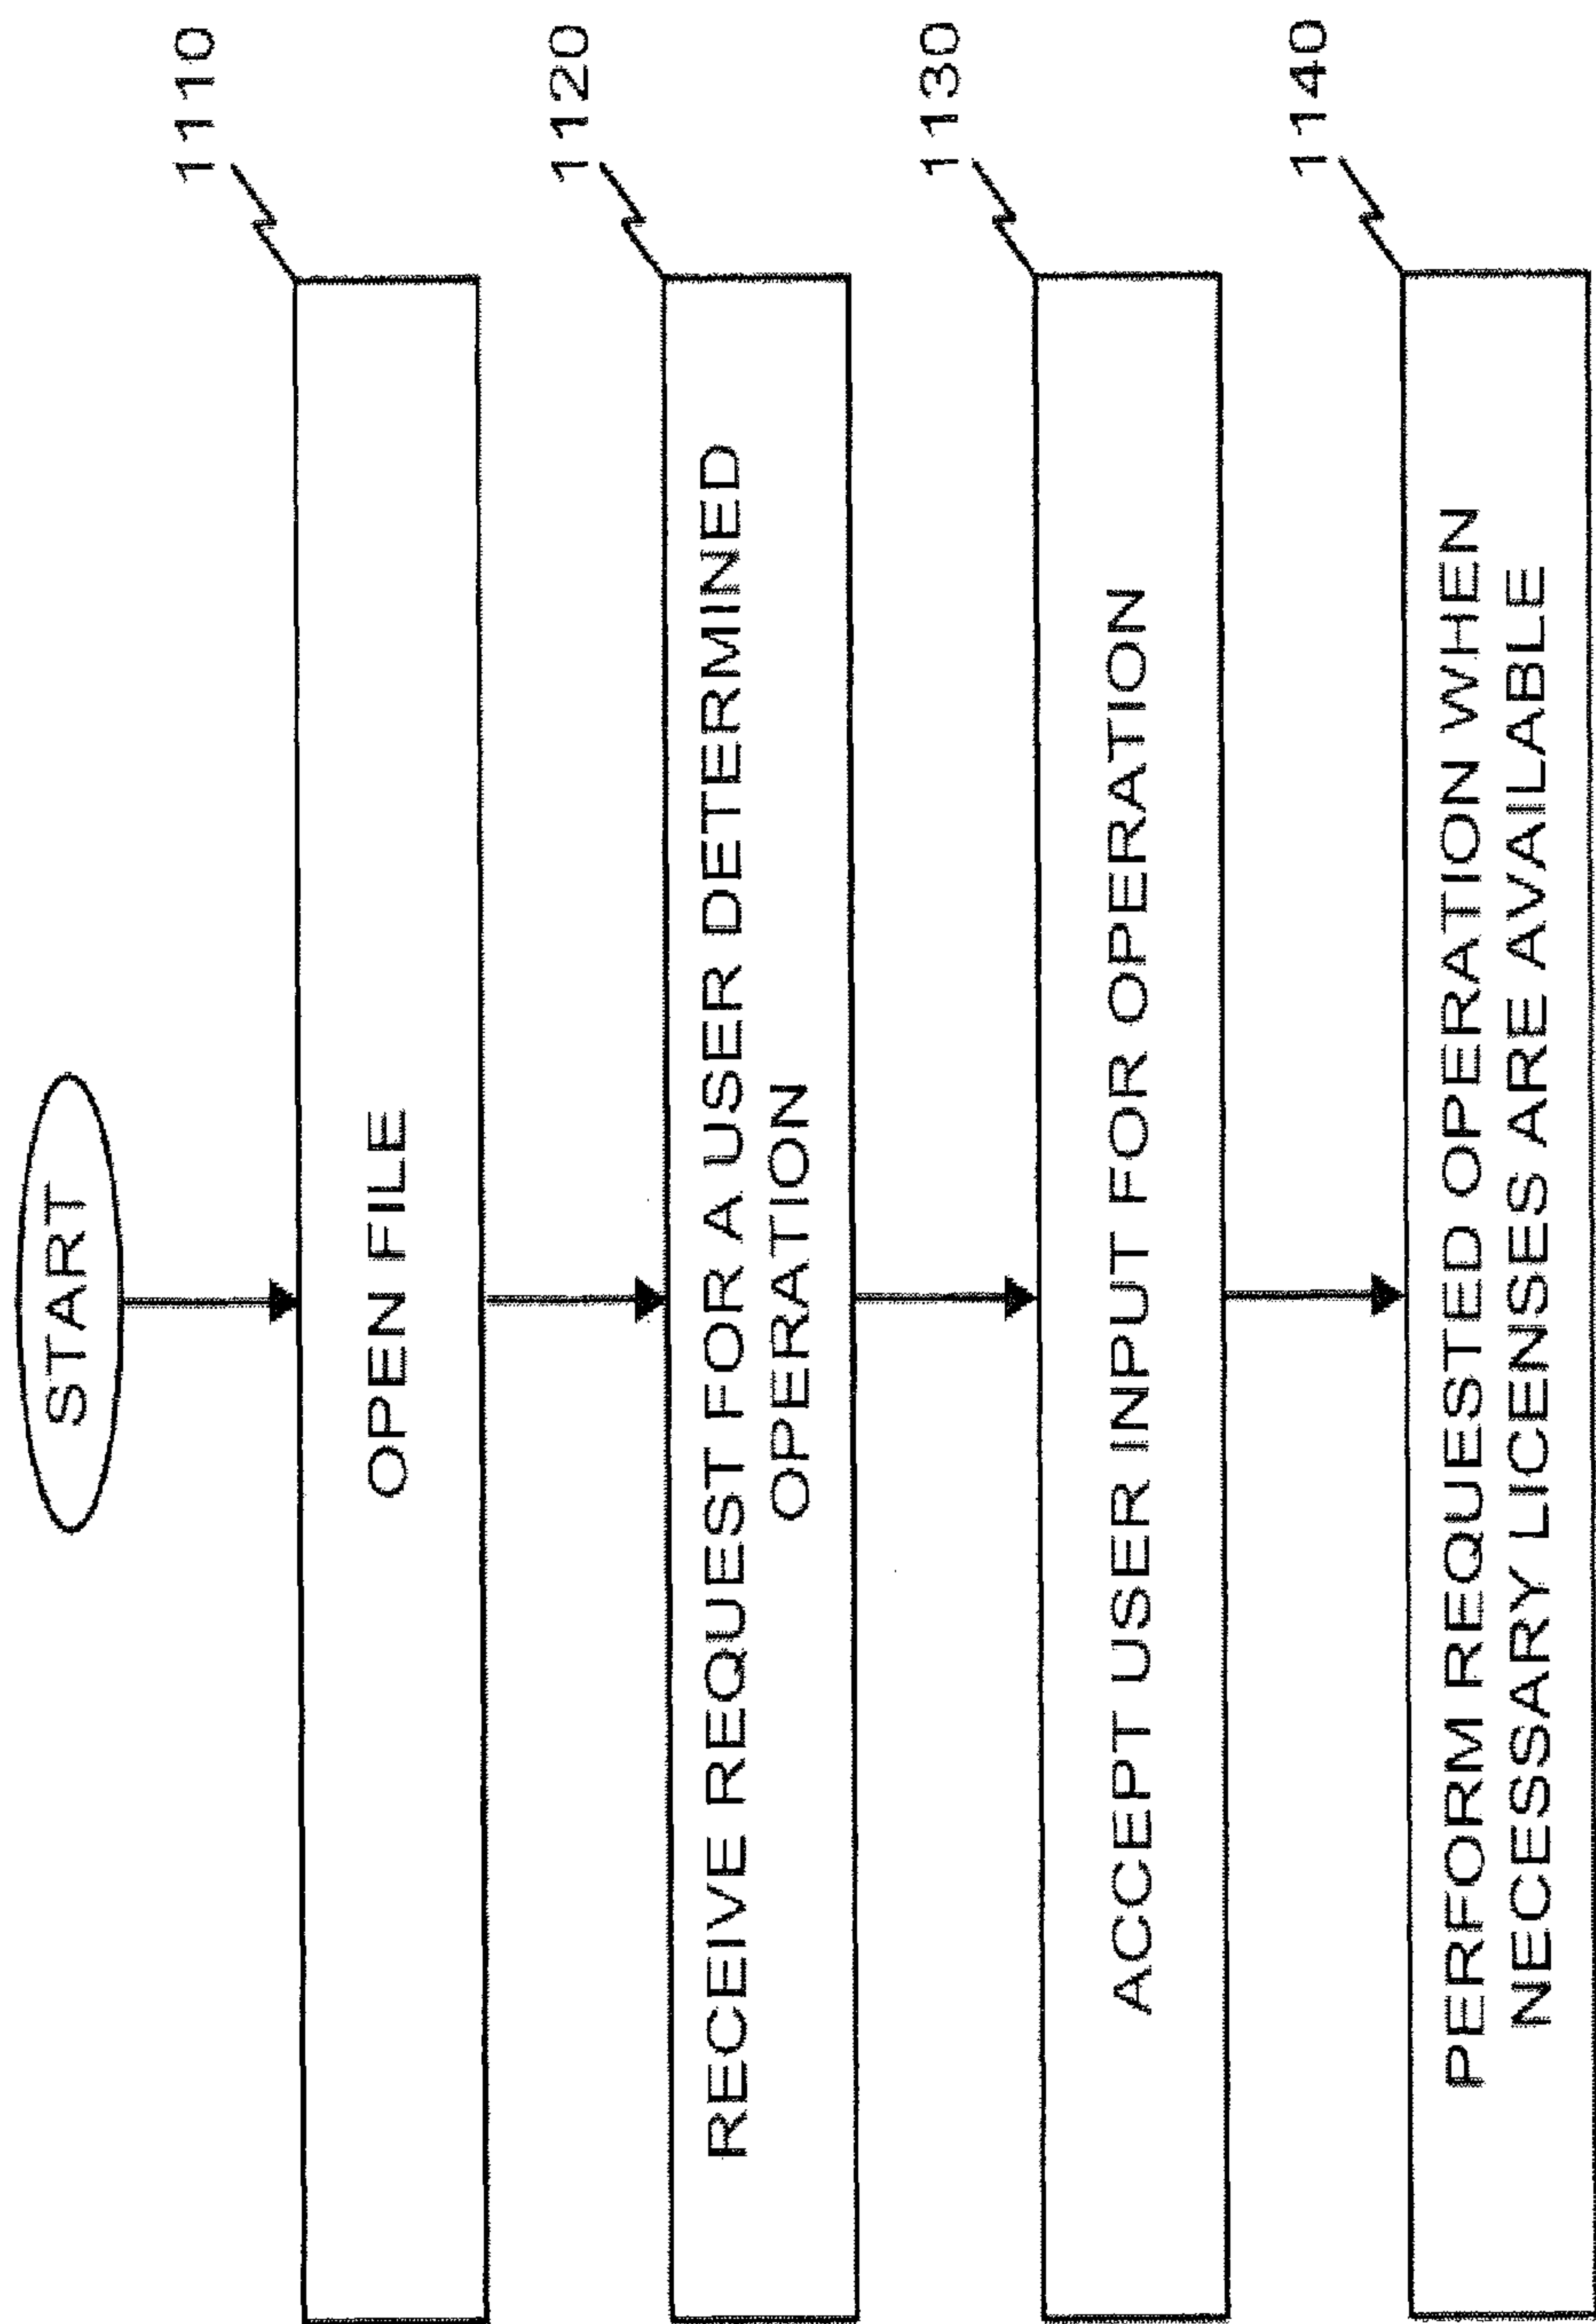 START
1110
OPEN FILE
1120
RECEIVE REQUEST FOR A USER DETERMINED
OPERATION
1130
ACCEPT USER INPUT FOR OPERATION
1140
PERFORM REQUESTED OPERATION WHEN
NECESSARY LICENSES ARE AVAILABLE